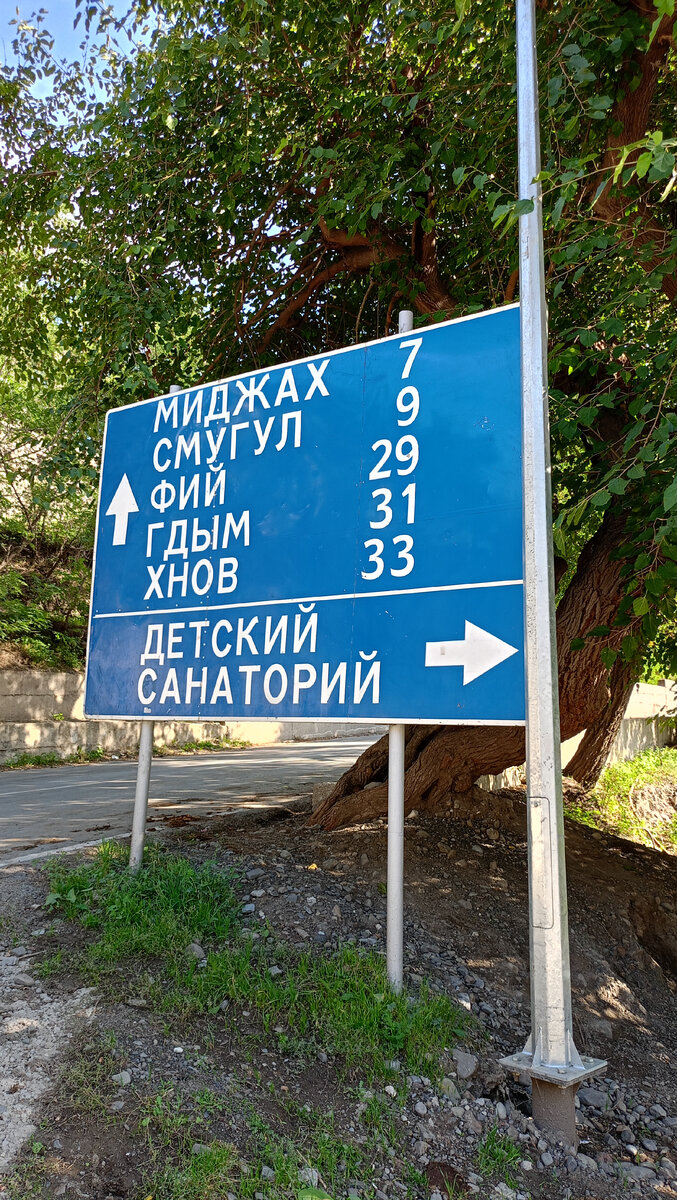 МИДЖАХ 7
СМУГУЛ 9
ФИЙ 29
ГДЫМ 31
ХНОВ 33
ДЕТСКИЙ
САНАТОРИЙ